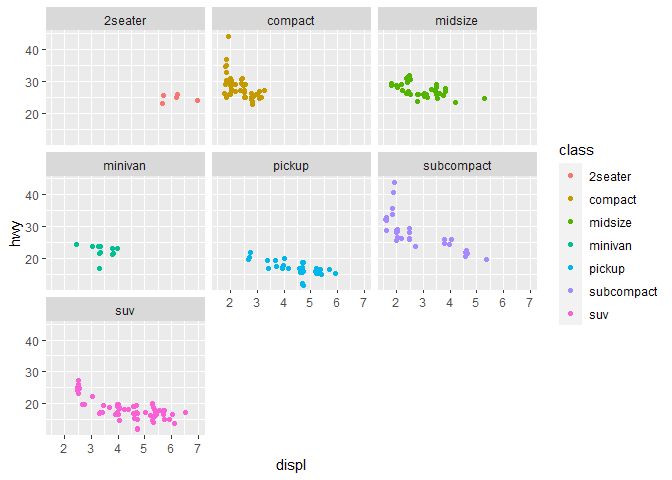 2seater
compact
midsize
40
30
20
minivan
pickup
subcompact
40
30
20
2 3 4 5 6 7
2 3 4 5 6 7
suv
40
30
20
2 3 4 5 6 7
hwy
displ
class
2seater
compact
midsize
minivan
pickup
subcompact
suv